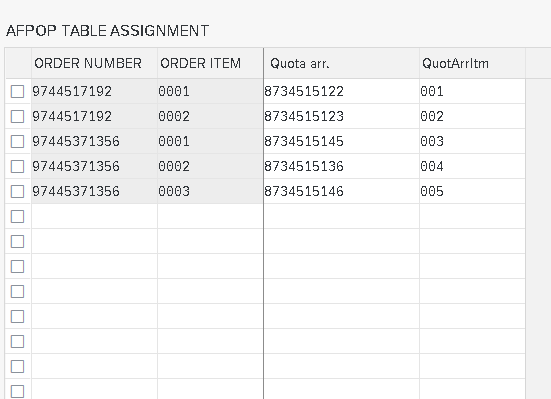 AFPOP TABLE ASSIGNMENT
ORDER NUMBER ORDER ITEM Quota arr. QuotArrItm
9744517192 0001 8734515122 001
9744517192 0002 8734515123 002
97445371356 0001 8734515145 003
97445371356 0002 8734515136 004
97445371356 0003 8734515146 005